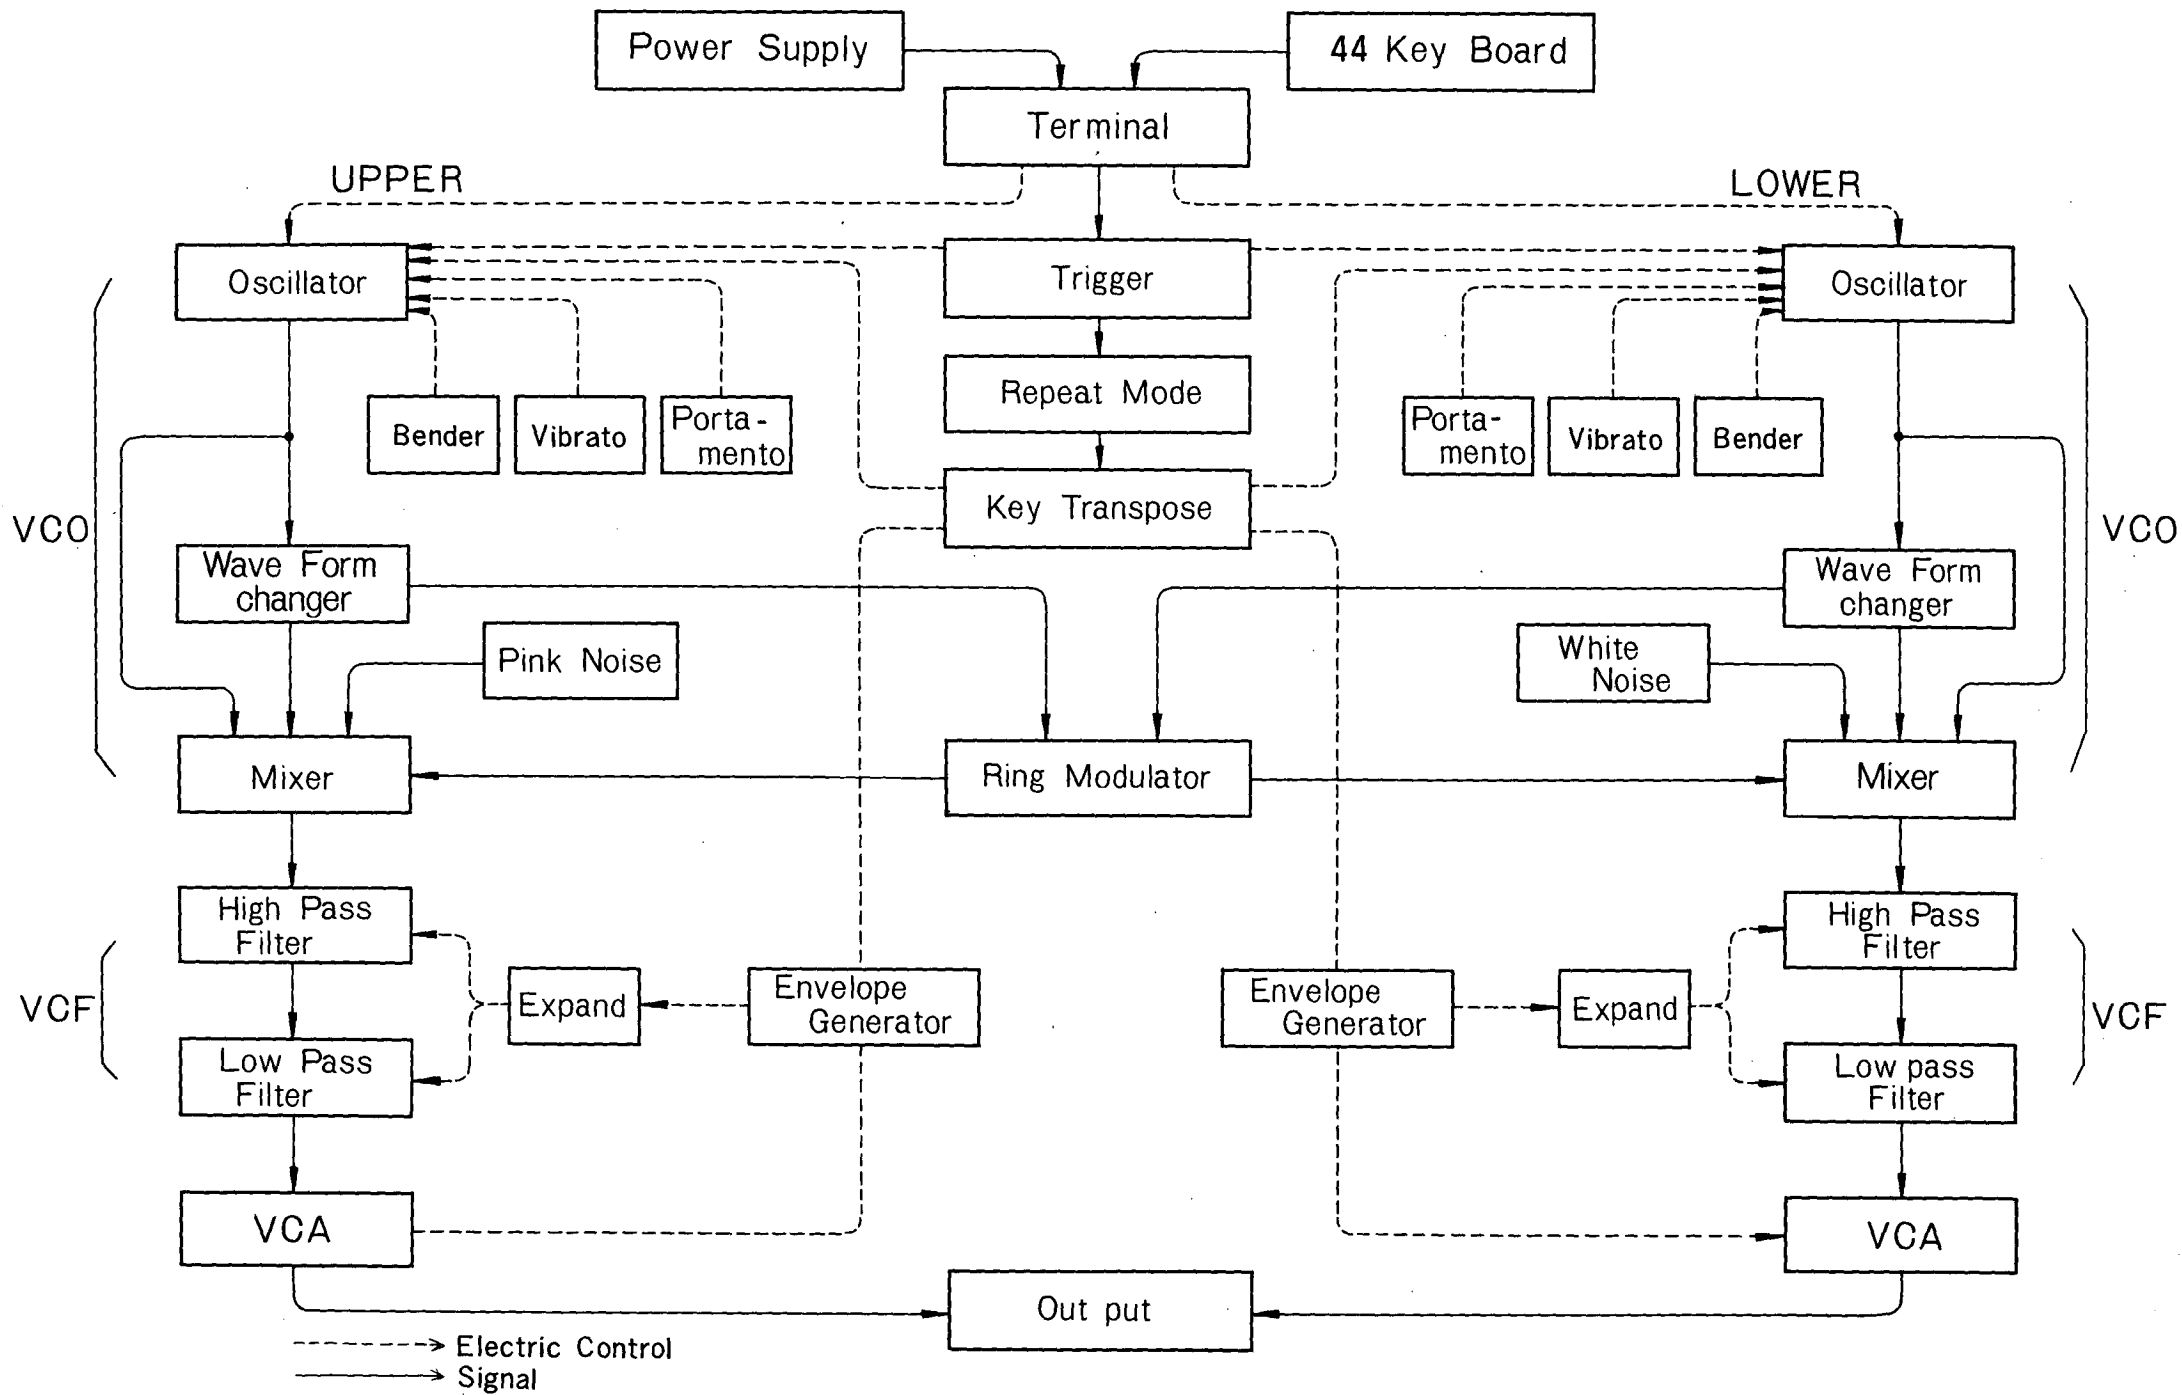 Power Supply
44 Key Board
Terminal
UPPER
LOWER
Oscillator
Trigger
Oscillator
Repeat Mode
Bender
Vibrato
Porta-
mento
Porta-
mento
Vibrato
Bender
Key Transpose
VCO
VCO
Wave Form
changer
Wave Form
changer
Pink Noise
White
Noise
Mixer
Ring Modulator
Mixer
High Pass
Filter
High Pass
Filter
VCF
Expand
Envelope
Generator
Envelope
Generator
Expand
VCF
Low Pass
Filter
Low pass
Filter
VCA
VCA
Out put
Electric Control
Signal